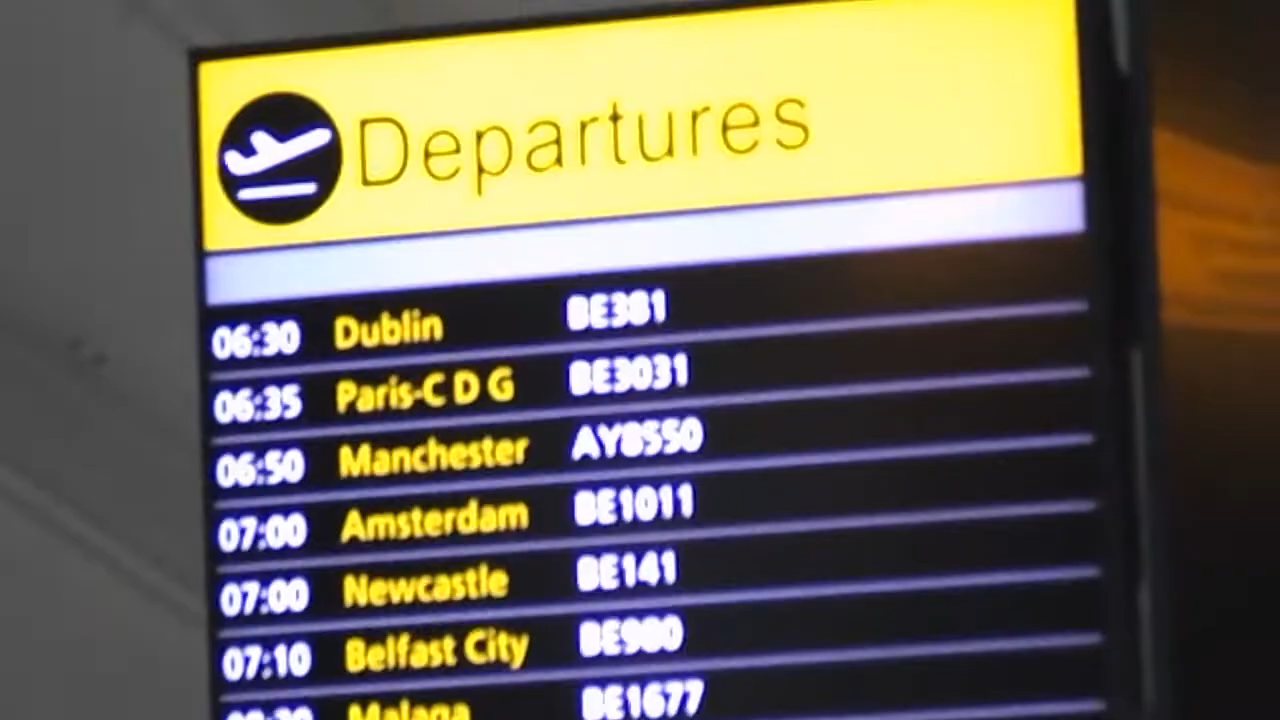 Departures
06:30 Dublin BE381
06:35 Paris-C D G BE3031
06:50 Manchester AY8550
07:00 Amsterdam BE1011
07:00 Newcastle BE141
07:10 Belfast City BE980
Malaga BE1677